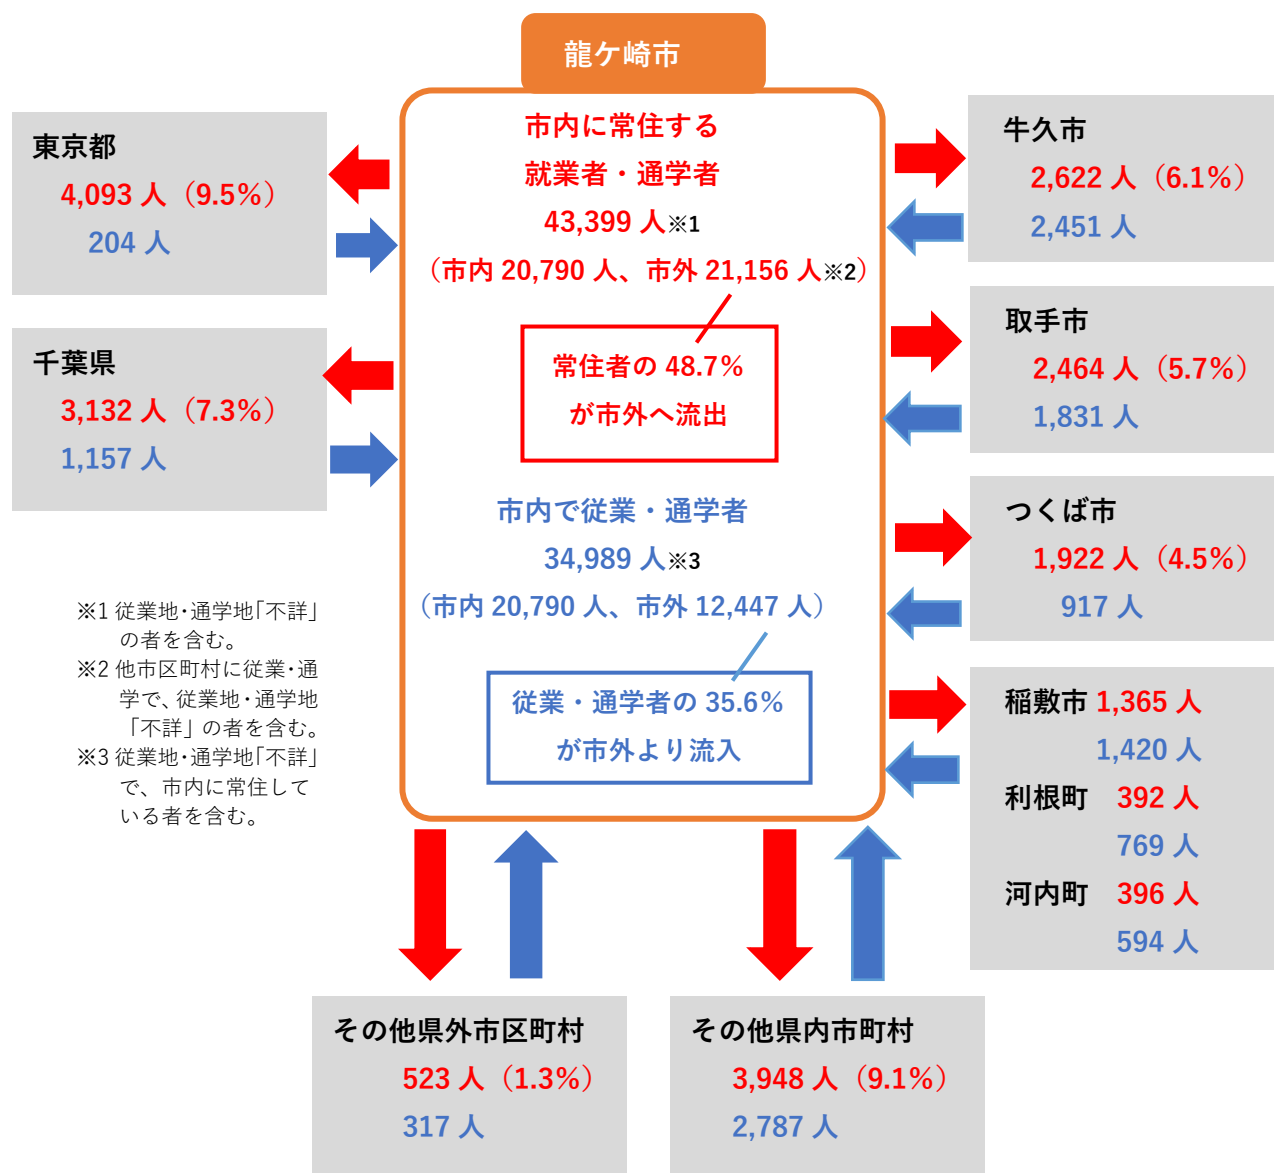 龍ケ崎市
市内に常住する
就業者・通学者
43,399 人※1
（市内 20,790 人、市外 21,156 人※2）
常住者の 48.7%
が市外へ流出
市内で従業・通学者
34,989 人※3
（市内 20,790 人、市外 12,447 人）
従業・通学者の 35.6%
が市外より流入
東京都
4,093 人（9.5%）
204 人
千葉県
3,132 人（7.3%）
1,157 人
※1 従業地・通学地「不詳」
の者を含む。
※2 他市区町村に従業・通
学で、従業地・通学地
「不詳」の者を含む。
※3 従業地・通学地「不詳」
で、市内に常住して
いる者を含む。
牛久市
2,622 人（6.1%）
2,451 人
取手市
2,464 人（5.7%）
1,831 人
つくば市
1,922 人（4.5%）
917 人
稲敷市 1,365 人
1,420 人
利根町 392 人
769 人
河内町 396 人
594 人
その他県外市区町村
523 人（1.3%）
317 人
その他県内市町村
3,948 人（9.1%）
2,787 人